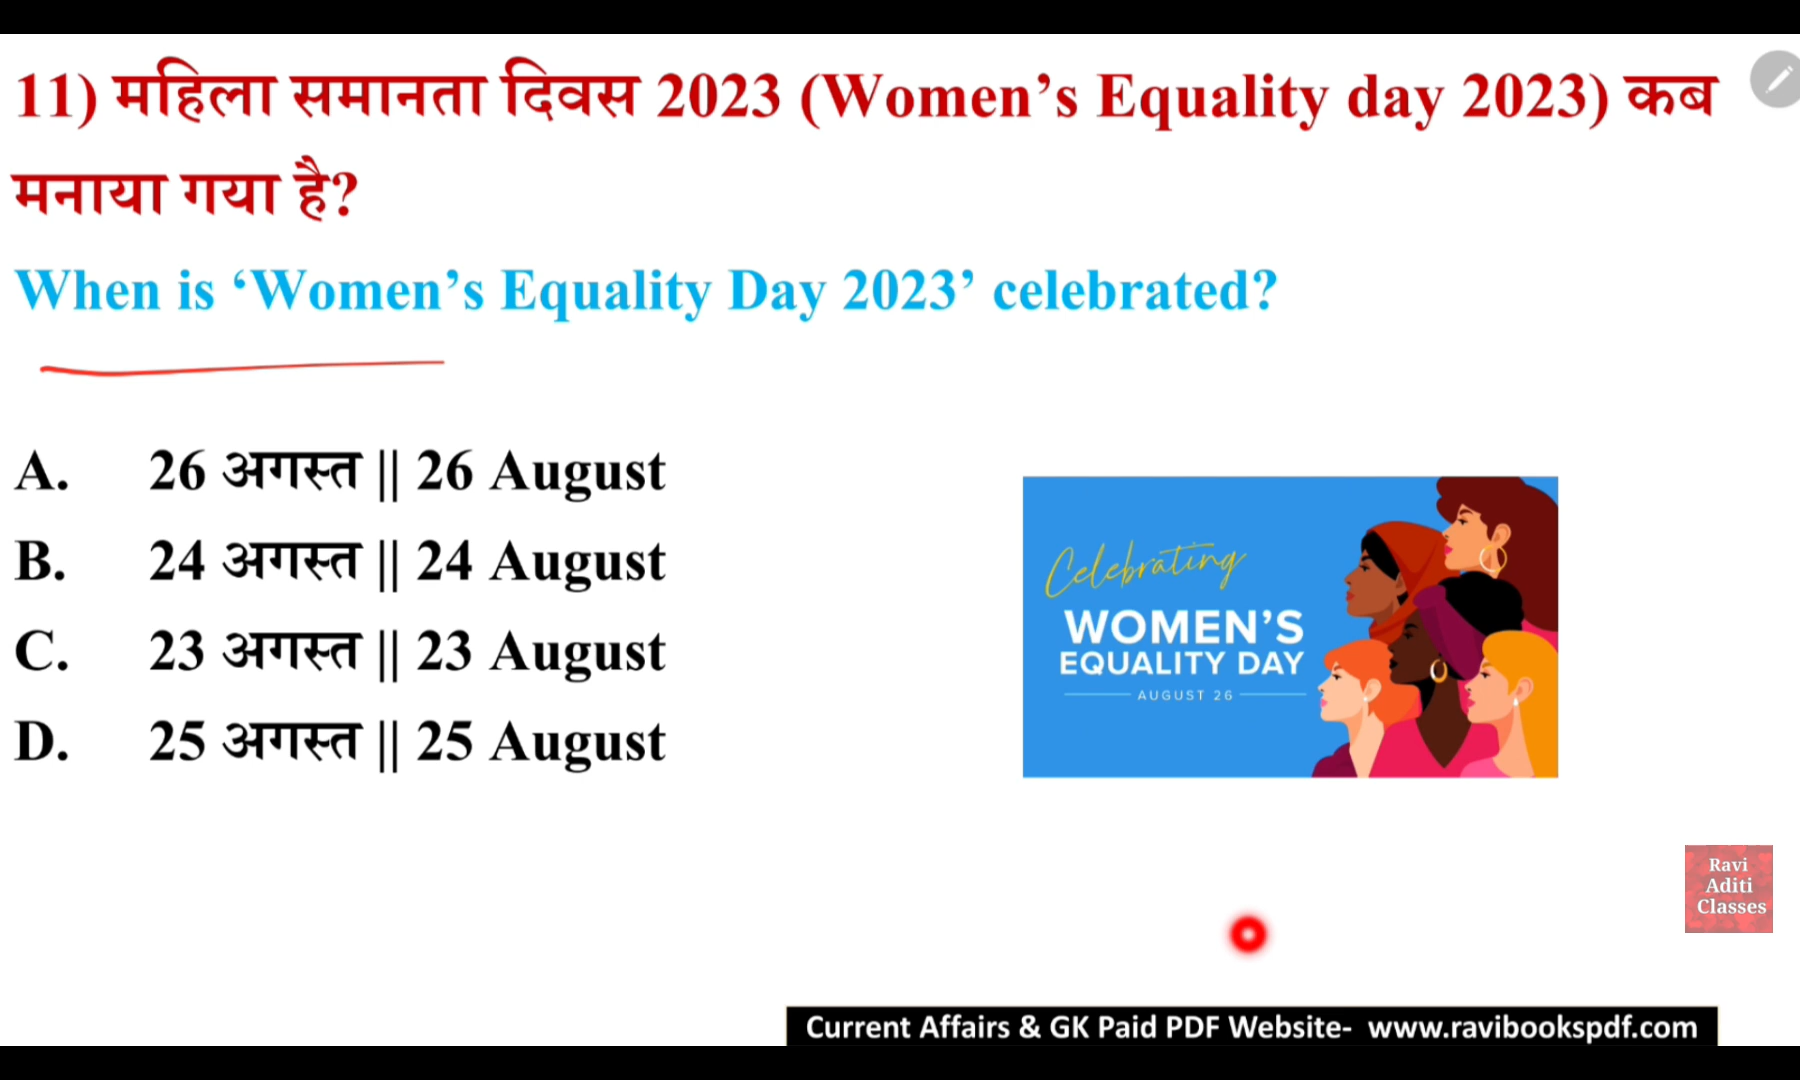 11) महिला समानता दिवस 2023 (Women’s Equality day 2023) कब
मनाया गया है?
When is ‘Women’s Equality Day 2023’ celebrated?
A. 26 अगस्त || 26 August
B. 24 अगस्त || 24 August
C. 23 अगस्त || 23 August
D. 25 अगस्त || 25 August
Celebrating
WOMEN’S
EQUALITY DAY
AUGUST 26
Ravi
Aditi
Classes
Current Affairs & GK Paid PDF Website- www.ravibookspdf.com